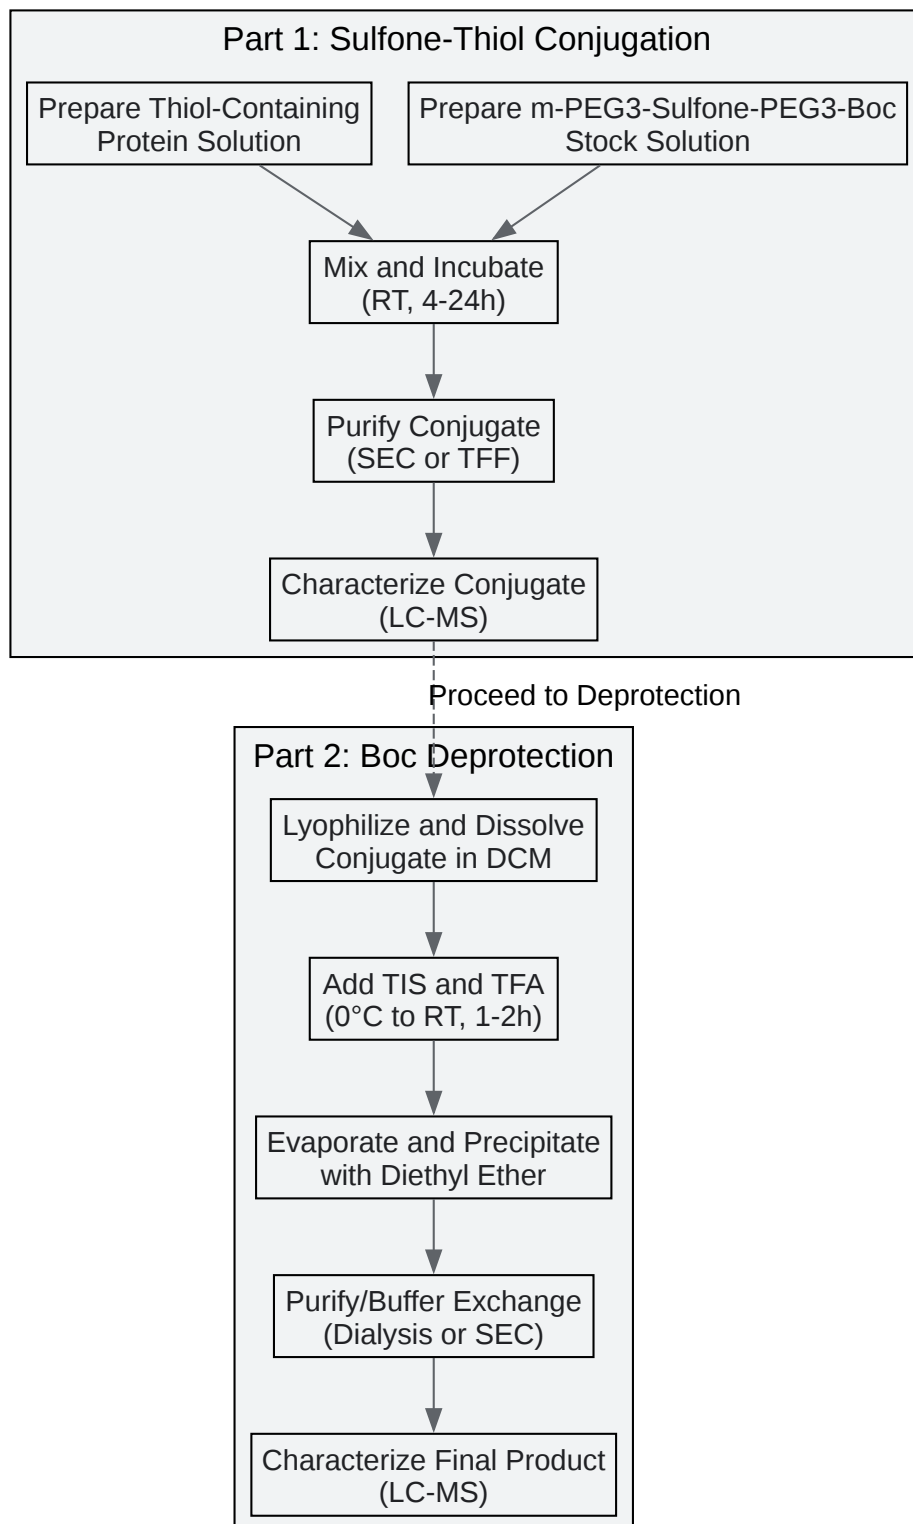 Part 1: Sulfone-Thiol Conjugation
Prepare Thiol-Containing
Protein Solution
Prepare m-PEG3-Sulfone-PEG3-Boc
Stock Solution
Mix and Incubate
(RT, 4-24h)
Purify Conjugate
(SEC or TFF)
Characterize Conjugate
(LC-MS)
Proceed to Deprotection
Part 2: Boc Deprotection
Lyophilize and Dissolve
Conjugate in DCM
Add TIS and TFA
(0°C to RT, 1-2h)
Evaporate and Precipitate
with Diethyl Ether
Purify/Buffer Exchange
(Dialysis or SEC)
Characterize Final Product
(LC-MS)